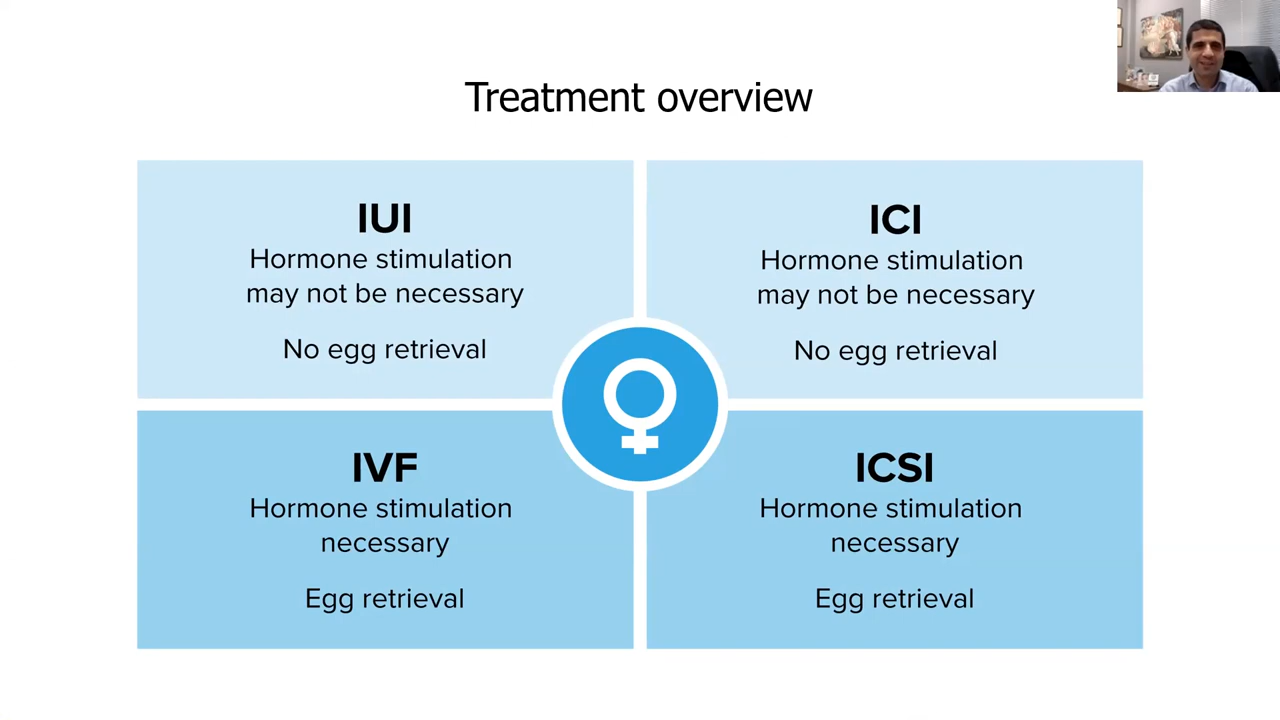 Treatment overview
IUI
Hormone stimulation
may not be necessary
No egg retrieval
ICI
Hormone stimulation
may not be necessary
No egg retrieval
IVF
Hormone stimulation
necessary
Egg retrieval
ICSI
Hormone stimulation
necessary
Egg retrieval